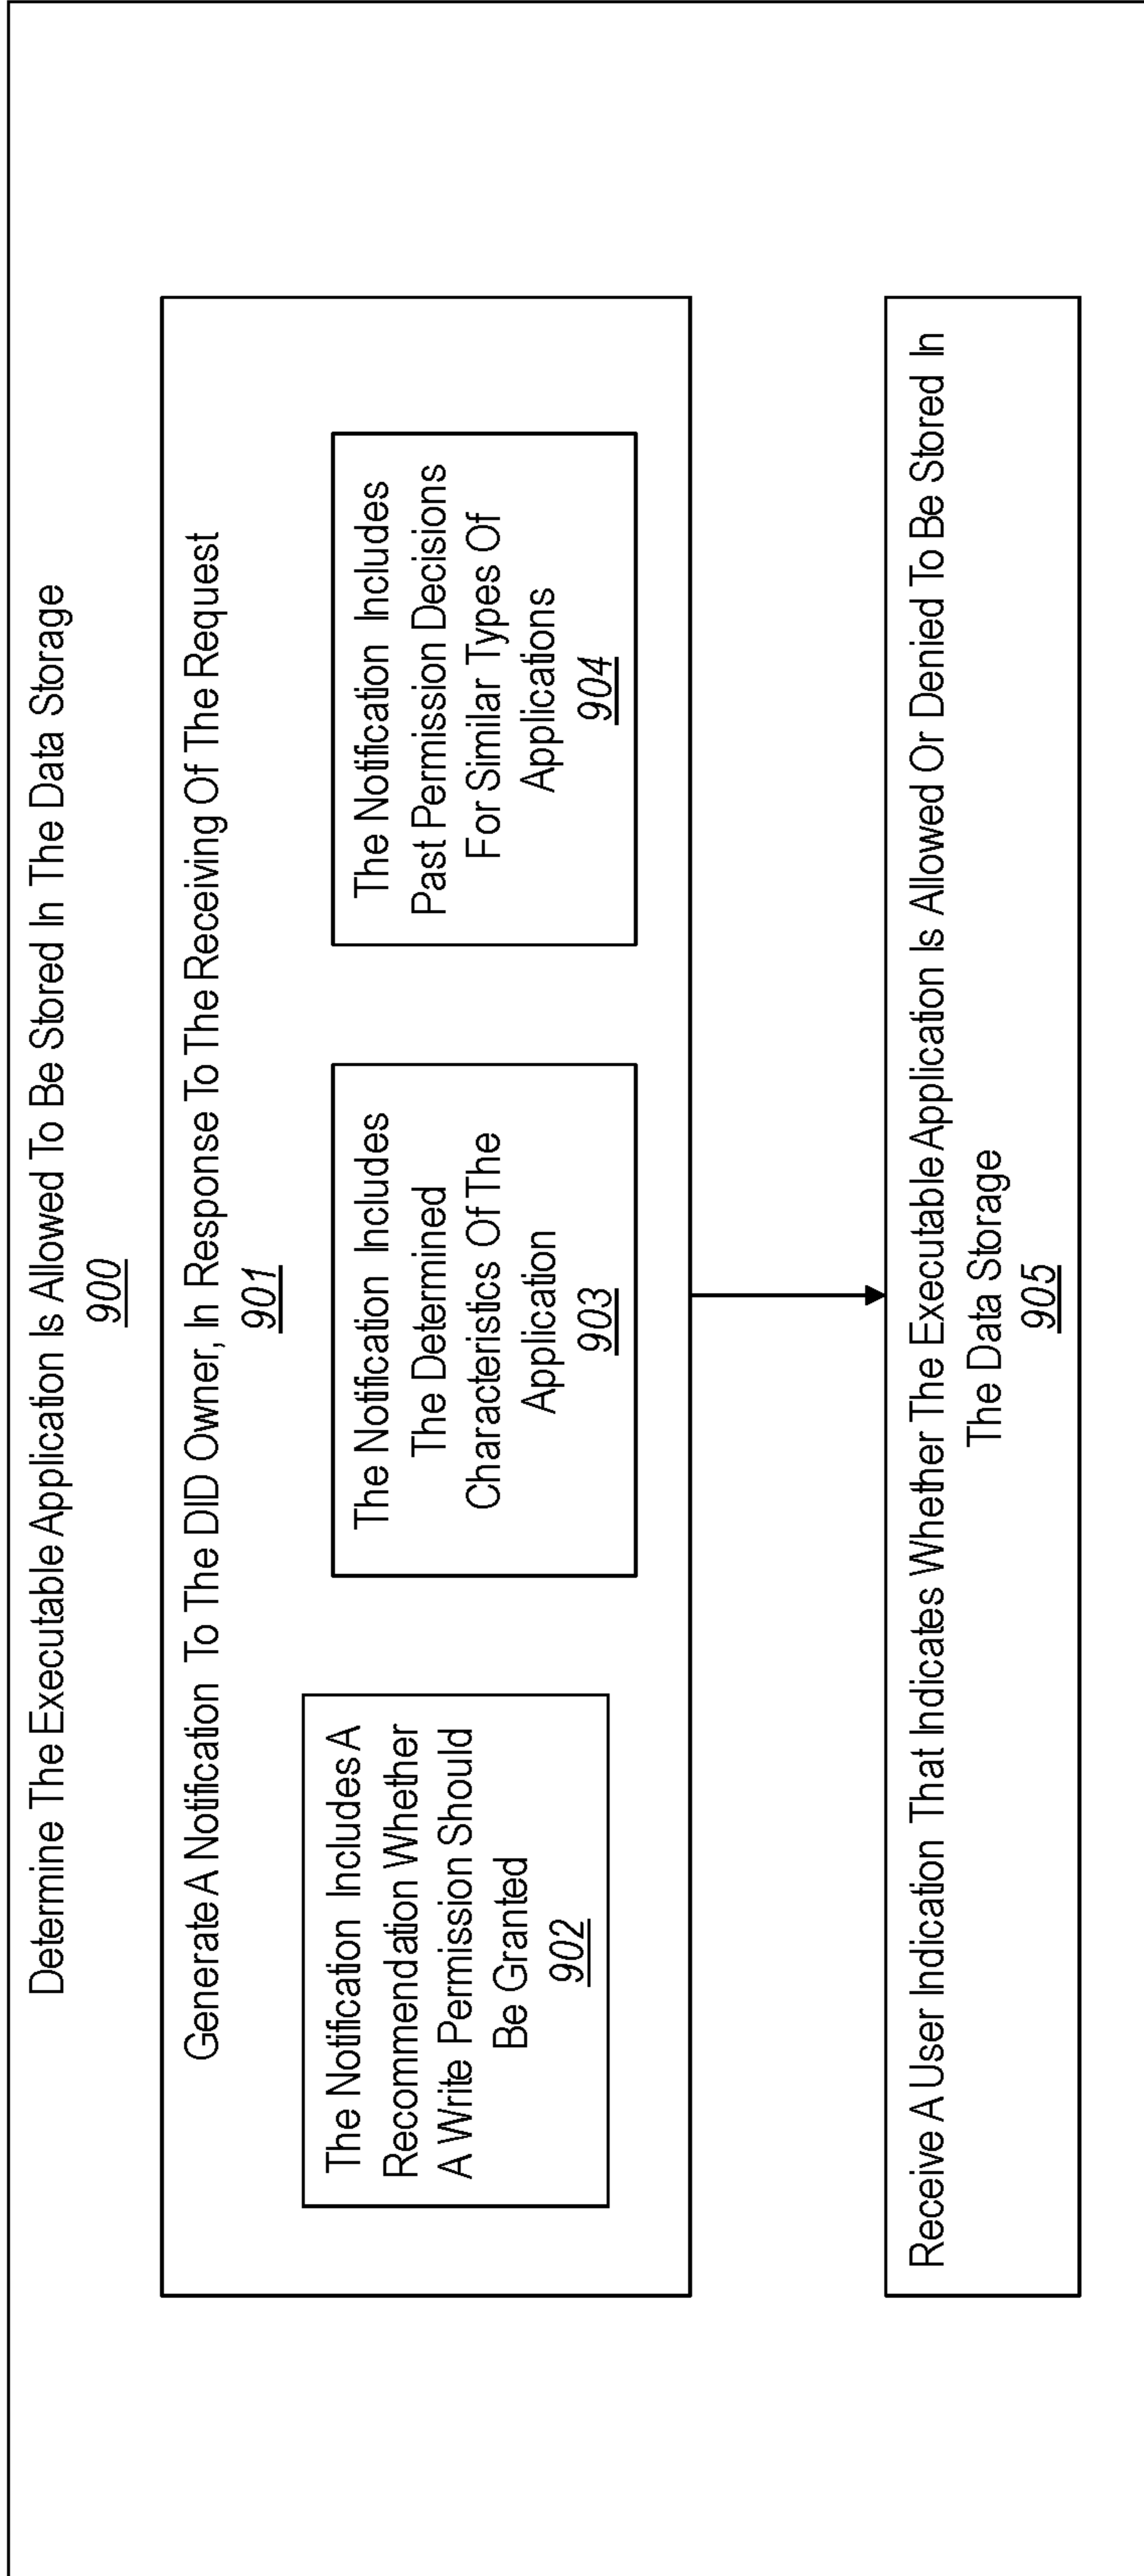 Determine The Executable Application Is Allowed To Be Stored In The Data Storage
900
Generate A Notification To The DID Owner, In Response To The Receiving Of The Request
901
The Notification Includes A
Recommendation Whether
A Write Permission Should
Be Granted
902
The Notification Includes
The Determined
Characteristics Of The
Application
903
The Notification Includes
Past Permission Decisions
For Similar Types Of
Applications
904
Receive A User Indication That Indicates Whether The Executable Application Is Allowed Or Denied To Be Stored In
The Data Storage
905